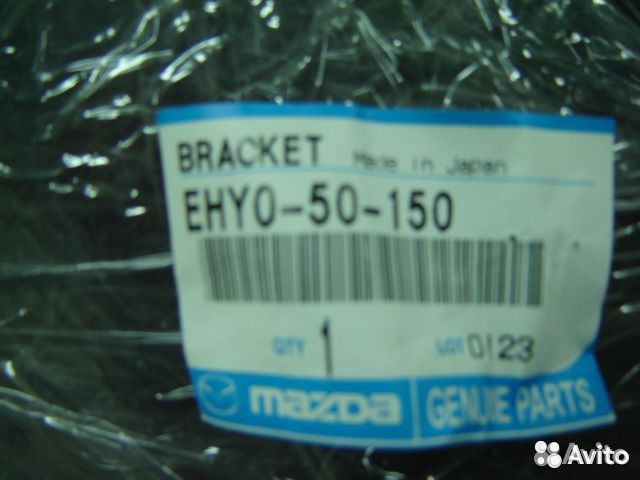 BRACKET Made in Japan
EHY0-50-150
QTY 1 LOT 0123
mazda GENUINE PARTS
Avito